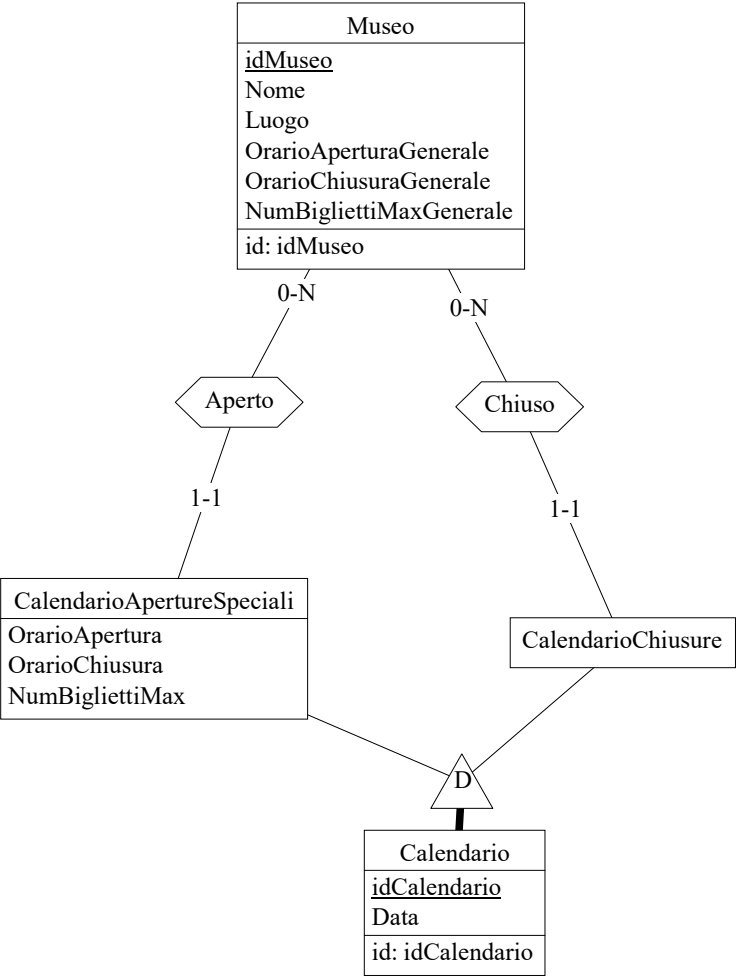 Museo
idMuseo
Nome
Luogo
OrarioAperturaGenerale
OrarioChiusuraGenerale
NumBigliettiMaxGenerale
id: idMuseo
0-N
0-N
Aperto
Chiuso
1-1
1-1
CalendarioApertureSpeciali
OrarioApertura
OrarioChiusura
NumBigliettiMax
CalendarioChiusure
D
Calendario
idCalendario
Data
id: idCalendario